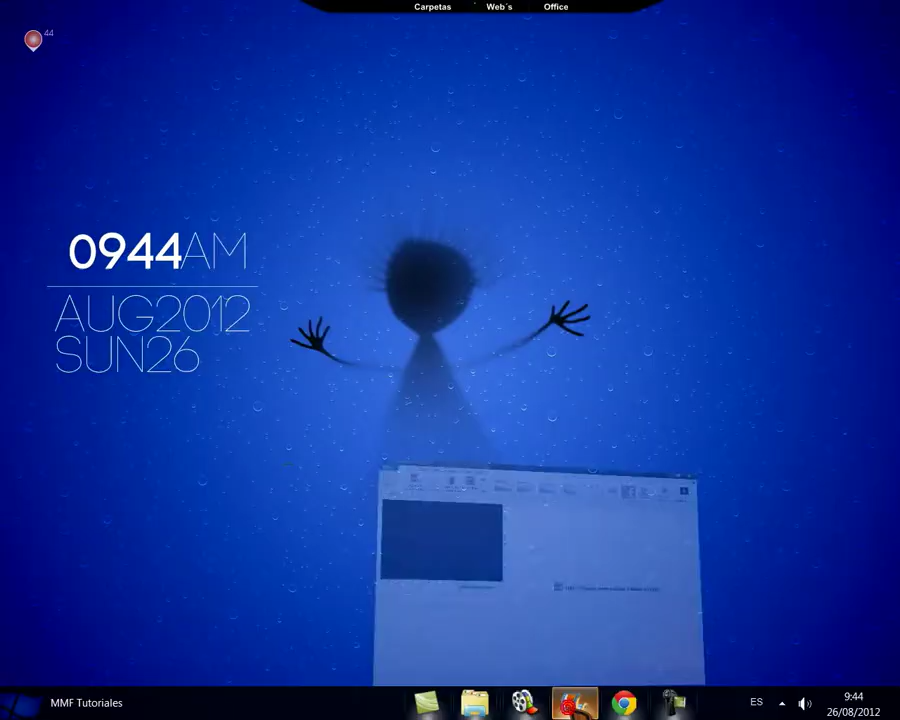 Carpetas Web´s Office
44
0944AM
AUG2012
SUN26
MMF Tutoriales
ES
9:44
26/08/2012